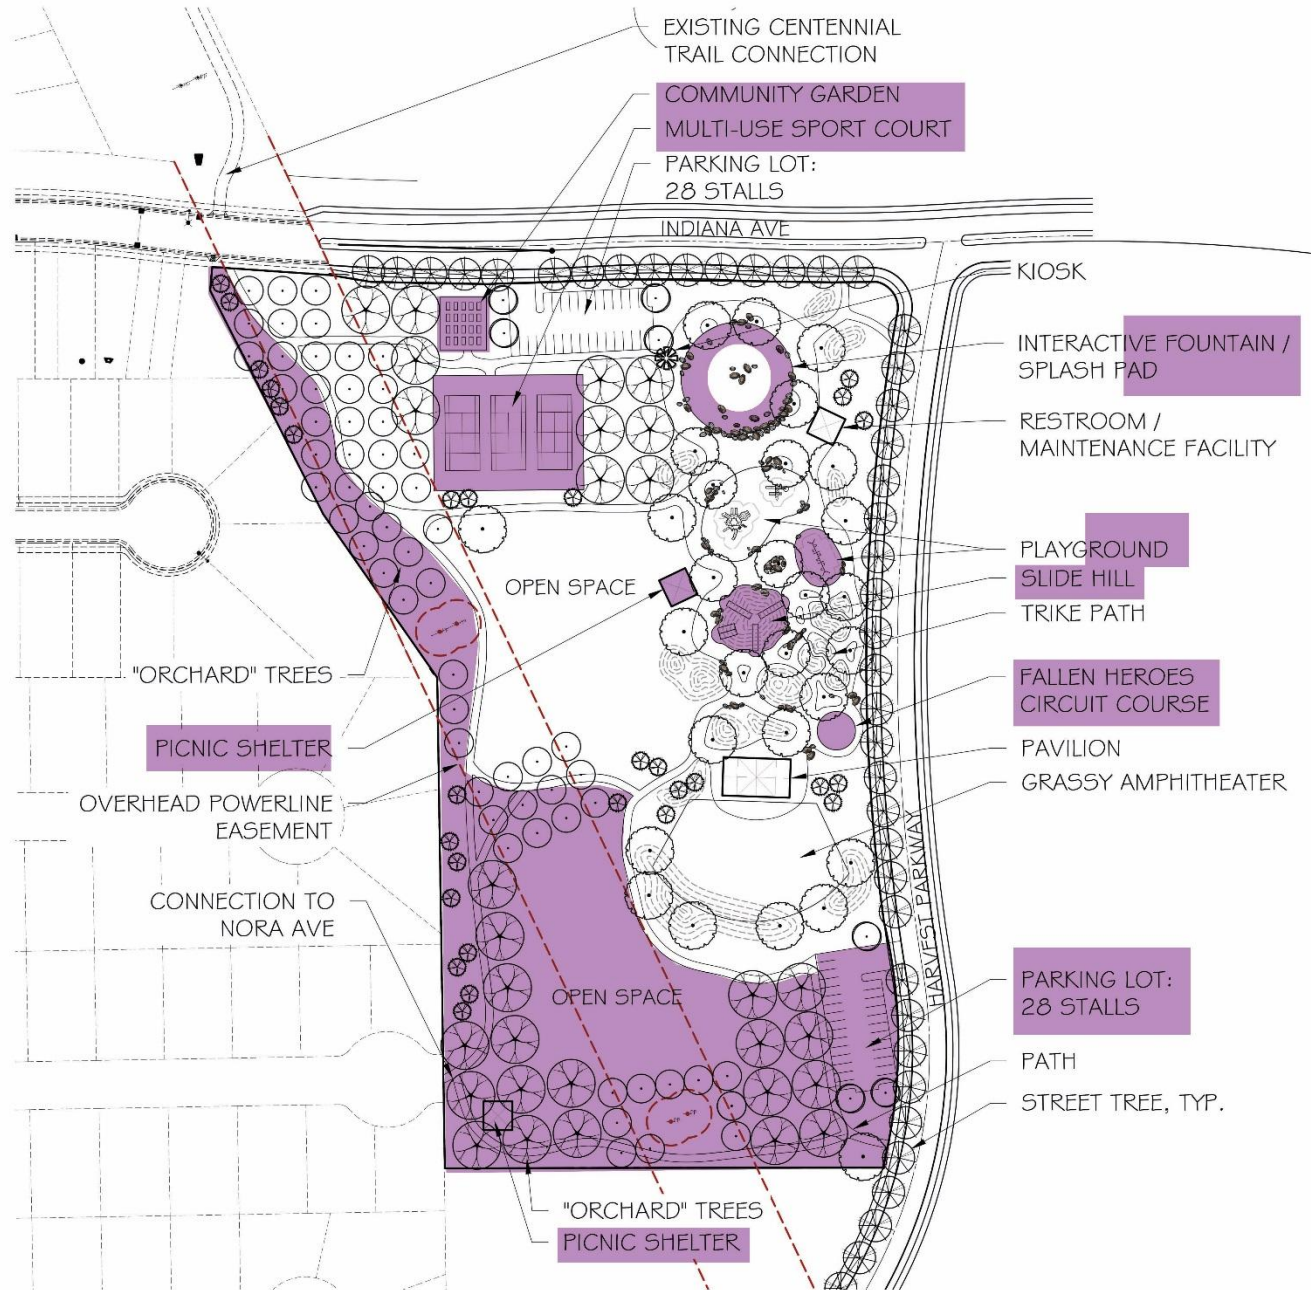 EXISTING CENTENNIAL
TRAIL CONNECTION
COMMUNITY GARDEN
MULTI-USE SPORT COURT
PARKING LOT:
28 STALLS
INDIANA AVE
KIOSK
INTERACTIVE FOUNTAIN /
SPLASH PAD
RESTROOM /
MAINTENANCE FACILITY
PLAYGROUND
SLIDE HILL
TRIKE PATH
FALLEN HEROES
CIRCUIT COURSE
PAVILION
GRASSY AMPHITHEATER
HARVEST PARKWAY
PARKING LOT:
28 STALLS
PATH
STREET TREE, TYP.
OPEN SPACE
"ORCHARD" TREES
PICNIC SHELTER
OVERHEAD POWERLINE
EASEMENT
CONNECTION TO
NORA AVE
OPEN SPACE
"ORCHARD" TREES
PICNIC SHELTER